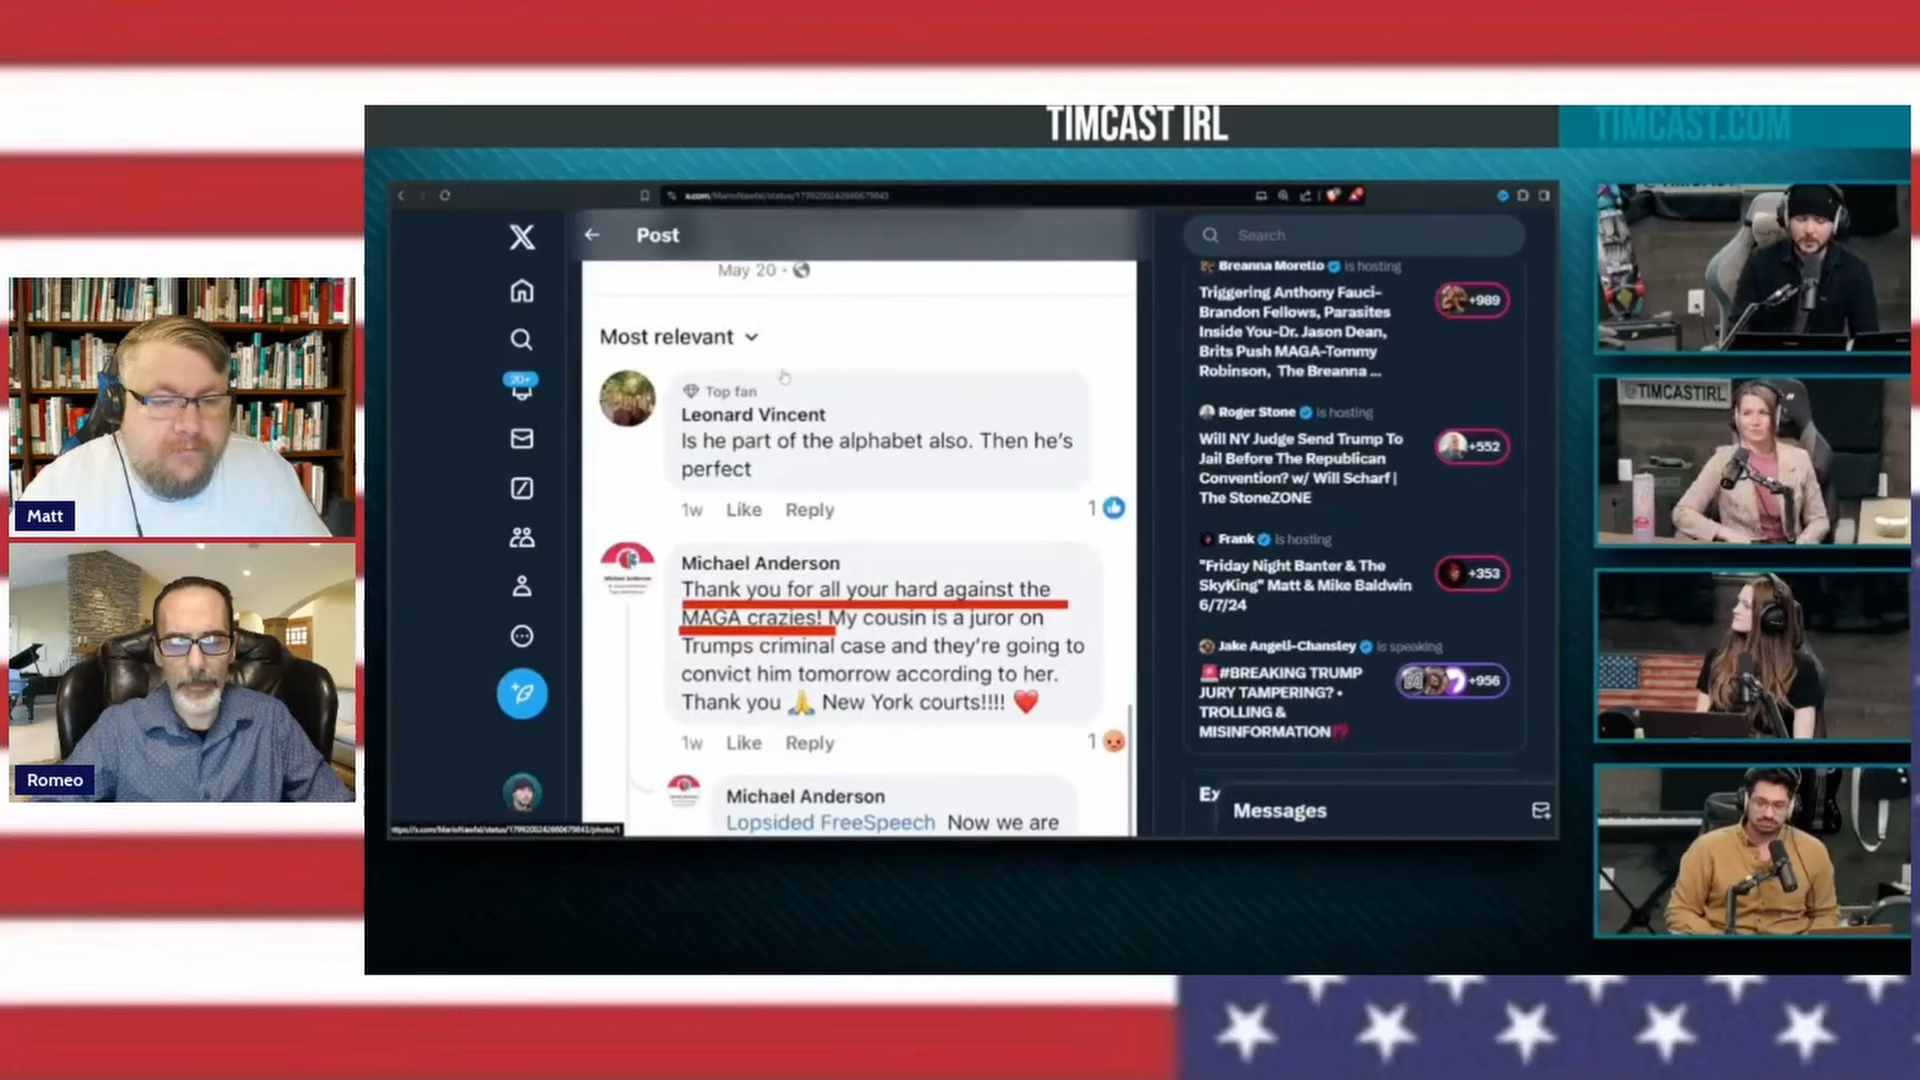 TIMCAST IRL
TIMCAST.COM
x.com/MarioNawfal/status/1799200242660679843
Post
Search
May 20
Most relevant
Top fan
Leonard Vincent
Is he part of the alphabet also. Then he's
perfect
1w Like Reply
1
Michael Anderson
Thank you for all your hard against the
MAGA crazies! My cousin is a juror on
Trumps criminal case and they're going to
convict him tomorrow according to her.
Thank you 🙏 New York courts!!!! ❤️
1w Like Reply
1
Michael Anderson
Lopsided FreeSpeech Now we are
20+
Breanna Morello is hosting
Triggering Anthony Fauci-
Brandon Fellows, Parasites
Inside You-Dr. Jason Dean,
Brits Push MAGA-Tommy
Robinson, The Breanna ...
+989
Roger Stone is hosting
Will NY Judge Send Trump To
Jail Before The Republican
Convention? w/ Will Scharf |
The StoneZONE
+552
Frank is hosting
"Friday Night Banter & The
SkyKing" Matt & Mike Baldwin
6/7/24
+353
Jake Angeli-Chansley is speaking
🚨#BREAKING TRUMP
JURY TAMPERING? •
TROLLING &
MISINFORMATION⁉️
+956
Ex
Messages
Matt
Romeo
@TIMCASTIRL